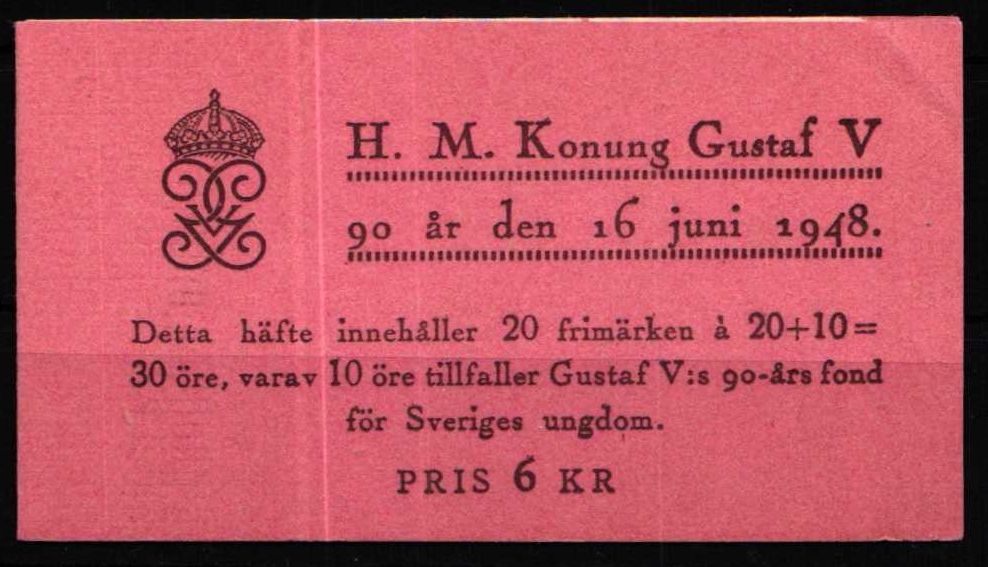 H. M. Konung Gustaf V
90 år den 16 juni 1948.
Detta häfte innehåller 20 frimärken à 20+10=
30 öre, varav 10 öre tillfaller Gustaf V:s 90-års fond
för Sveriges ungdom.
PRIS 6 KR